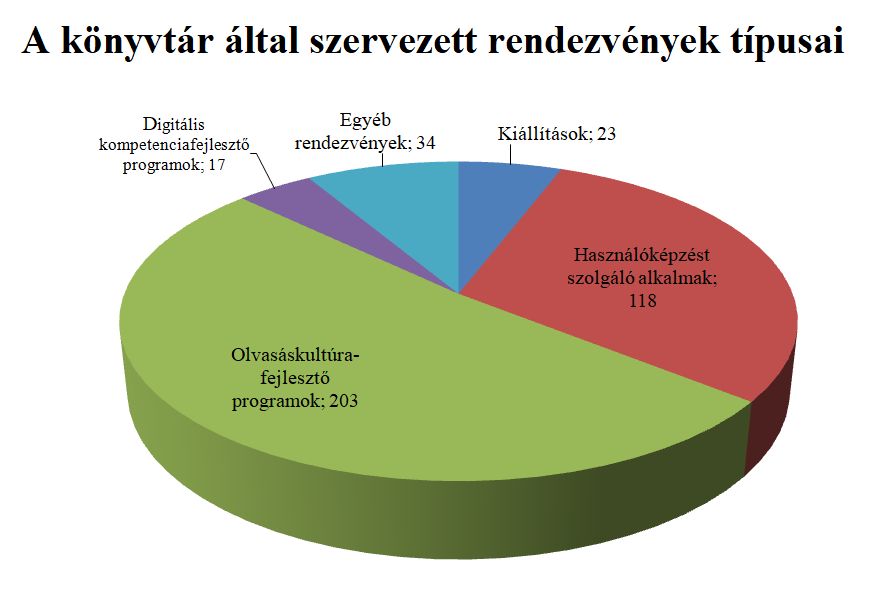 A könyvtár által szervezett rendezvények típusai
Digitális
kompetenciafejlesztő
programok; 17
Egyéb
rendezvények; 34
Kiállítások; 23
Használóképzést
szolgáló alkalmak;
118
Olvasáskultúra-
fejlesztő
programok; 203